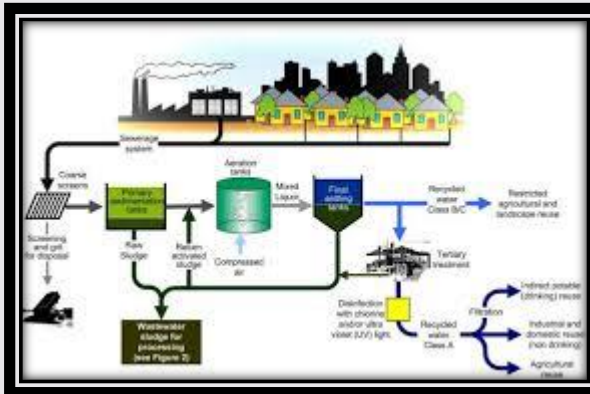 Sewerage
system
Coarse
screens
Primary
sedimentation
tanks
Aeration
tanks
Mixed
Liquor
Final
settling
tanks
Recycled
water
Class B/C
Restricted
agricultural and
landscape reuse
Screening
and grit
for disposal
Raw
Sludge
Return
activated
sludge
Compressed
air
Tertiary
treatment
Wastewater
sludge for
processing
(see Figure 2)
Disinfection
with chlorine
and/or ultra
violet (UV) light.
Recycled
water
Class A
Filtration
Indirect potable
(drinking) reuse
Industrial and
domestic reuse
(non drinking)
Agricultural
reuse